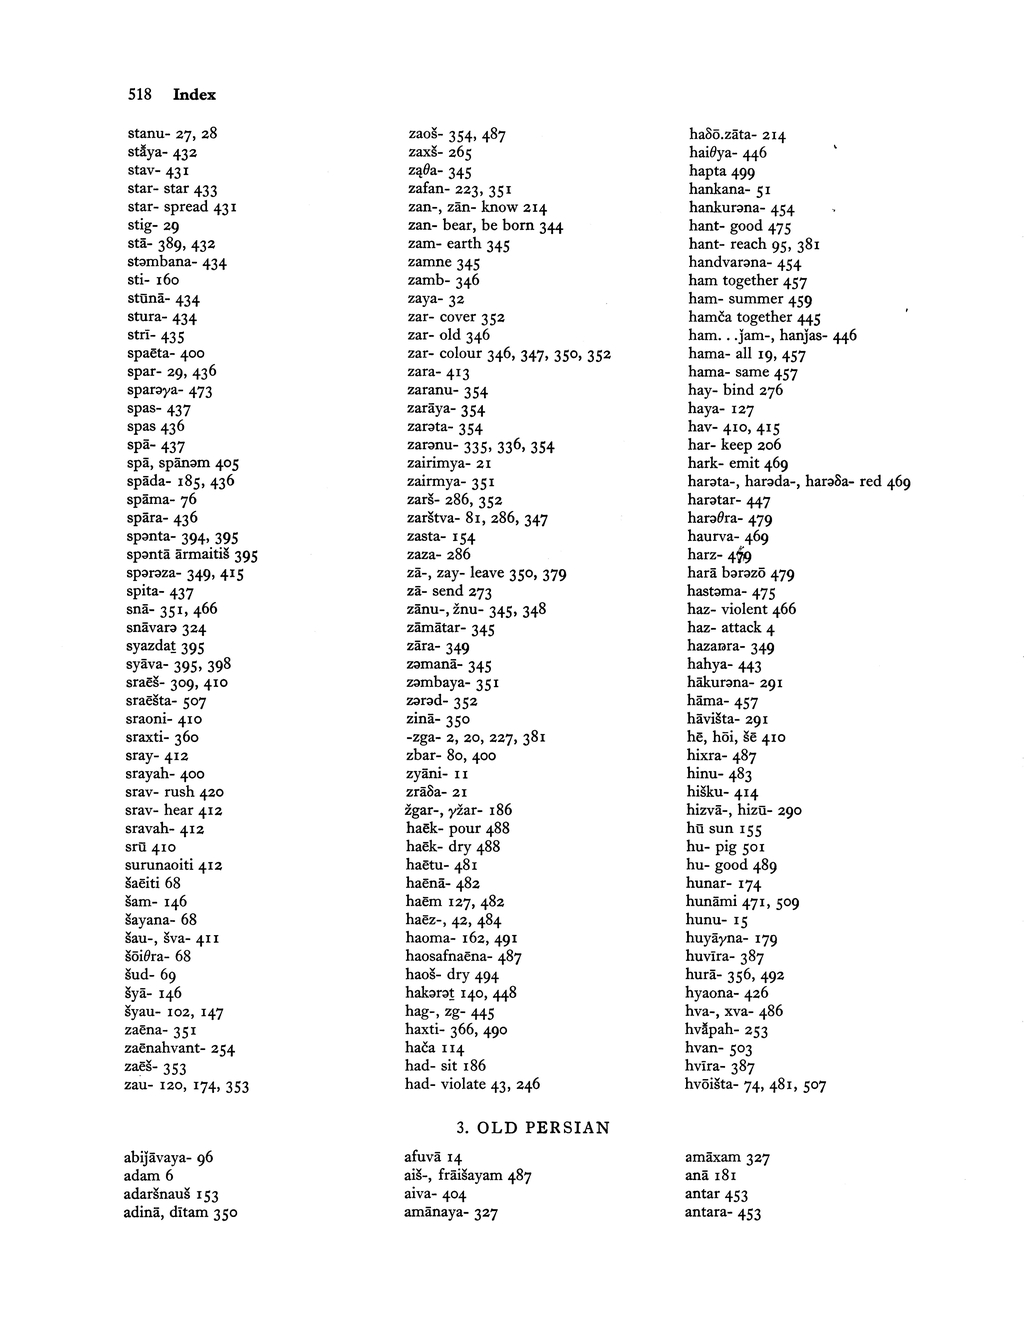 518 Index
stanu- 27, 28
stā̆ya- 432
stav- 431
star- star 433
star- spread 431
stig- 29
stā- 389, 432
stəmbana- 434
sti- 160
stūnā- 434
stura- 434
strī- 435
spaēta- 400
spar- 29, 436
sparəγa- 473
spas- 437
spas 436
spā- 437
spā, spānəm 405
spāda- 185, 436
spāma- 76
spāra- 436
spənta- 394, 395
spəntā ārmaitiš 395
spərəza- 349, 415
spita- 437
snā- 351, 466
snāvarə 324
syazdat̰ 395
syāva- 395, 398
sraēš- 309, 410
sraēšta- 507
sraoni- 410
sraxti- 360
sray- 412
srayah- 400
srav- rush 420
srav- hear 412
sravah- 412
srū 410
surunaoiti 412
šaēiti 68
šam- 146
šayana- 68
šau-, šva- 411
šōiθra- 68
šud- 69
šyā- 146
šyau- 102, 147
zaēna- 351
zaēnahvant- 254
zaēš- 353
zau- 120, 174, 353
zaoš- 354, 487
zaxš- 265
ząθa- 345
zafan- 223, 351
zan-, zān- know 214
zan- bear, be born 344
zam- earth 345
zamne 345
zamb- 346
zaya- 32
zar- cover 352
zar- old 346
zar- colour 346, 347, 350, 352
zara- 413
zaranu- 354
zarāya- 354
zarəta- 354
zarənu- 335, 336, 354
zairimya- 21
zairmya- 351
zarš- 286, 352
zarštva- 81, 286, 347
zasta- 154
zaza- 286
zā-, zay- leave 350, 379
zā- send 273
zānu-, žnu- 345, 348
zāmātar- 345
zāra- 349
zəmanā- 345
zəmbaya- 351
zərəd- 352
zinā- 350
-zga- 2, 20, 227, 381
zbar- 80, 400
zyāni- 11
zrāδa- 21
žgar-, γžar- 186
haēk- pour 488
haēk- dry 488
haētu- 481
haēnā- 482
haēm 127, 482
haēz-, 42, 484
haoma- 162, 491
haosafnaēna- 487
haoš- dry 494
hakərət̰ 140, 448
hag-, zg- 445
haxti- 366, 490
hača 114
had- sit 186
had- violate 43, 246
haδō.zāta- 214
haiθya- 446
hapta 499
hankana- 51
hankurəna- 454
hant- good 475
hant- reach 95, 381
handvarəna- 454
ham together 457
ham- summer 459
hamča together 445
ham. . .ǰam-, hanǰas- 446
hama- all 19, 457
hama- same 457
hay- bind 276
haya- 127
hav- 410, 415
har- keep 206
hark- emit 469
harəta-, harəda-, harəδa- red 469
harətar- 447
harəθra- 479
haurva- 469
harz- 479
harā bərəzō 479
hastəma- 475
haz- violent 466
haz- attack 4
hazaŋra- 349
hahya- 443
hākurəna- 291
hāma- 457
hāvišta- 291
hē, hōi, šē 410
hixra- 487
hinu- 483
hišku- 414
hizvā-, hizū- 290
hū sun 155
hu- pig 501
hu- good 489
hunar- 174
hunāmi 471, 509
hunu- 15
huyāγna- 179
huvīra- 387
hurā- 356, 492
hyaona- 426
hva-, xva- 486
hvā̆pah- 253
hvan- 503
hvīra- 387
hvōišta- 74, 481, 507
3. OLD PERSIAN
abiǰāvaya- 96
adam 6
adaršnauš 153
adinā, dītam 350
afuvā 14
aiš-, frāišayam 487
aiva- 404
amānaya- 327
amāxam 327
anā 181
antar 453
antara- 453